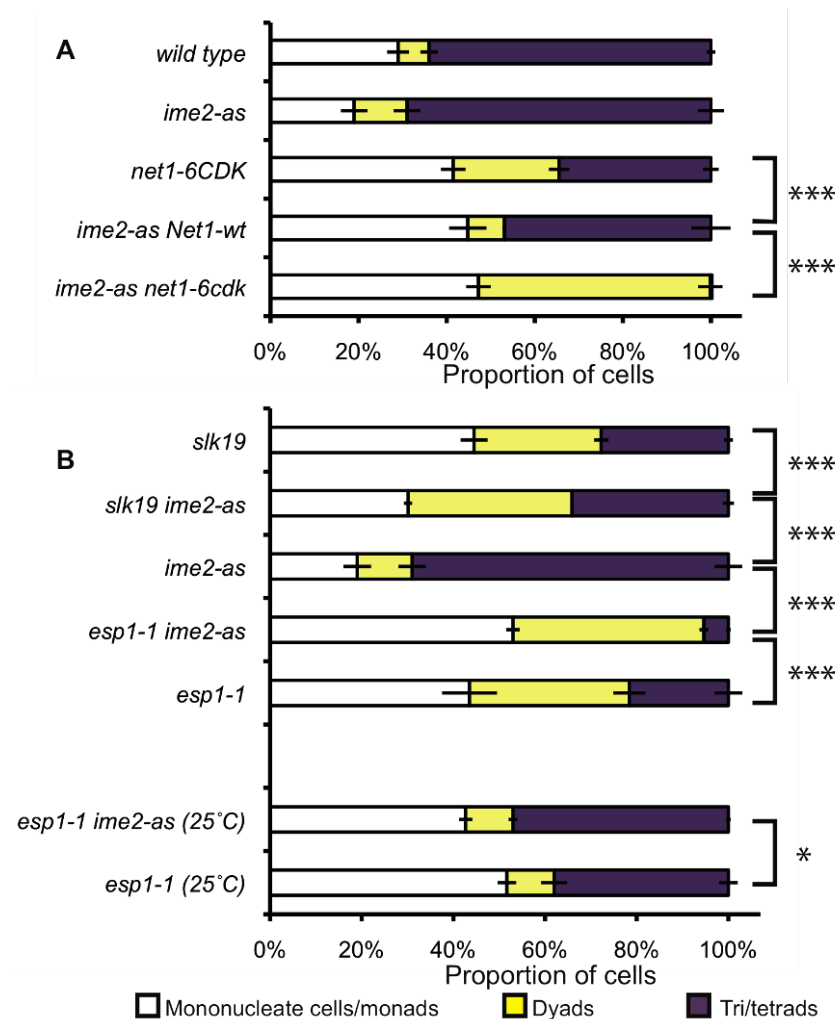 A
wild type
ime2-as
net1-6CDK
***
ime2-as Net1-wt
***
ime2-as net1-6cdk
0% 20% 40% 60% 80% 100%
Proportion of cells
B
slk19
***
slk19 ime2-as
***
ime2-as
***
esp1-1 ime2-as
***
esp1-1
esp1-1 ime2-as (25˚C)
*
esp1-1 (25˚C)
0% 20% 40% 60% 80% 100%
Proportion of cells
Mononucleate cells/monads Dyads Tri/tetrads